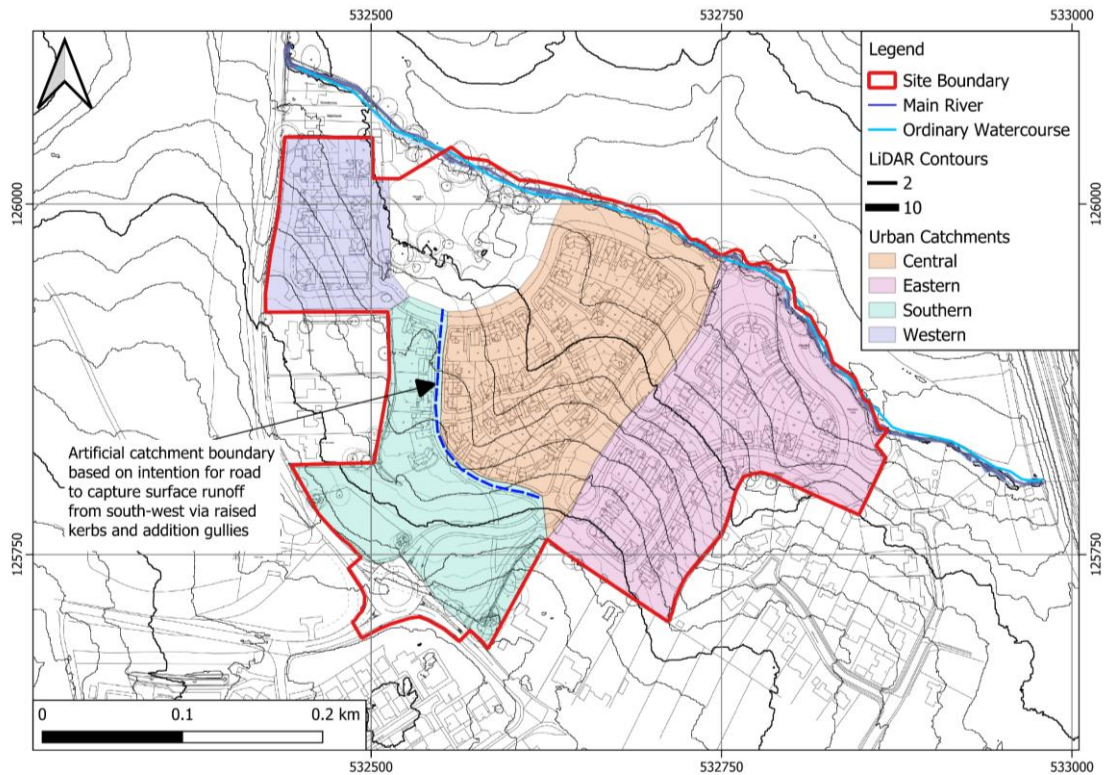 532500
532750
533000
Legend
Site Boundary
Main River
Ordinary Watercourse
LiDAR Contours
2
10
Urban Catchments
Central
Eastern
Southern
Western
126000
126000
Artificial catchment boundary
based on intention for road
to capture surface runoff
from south-west via raised
kerbs and addition gullies
125750
125750
0
0.1
0.2 km
532500
532750
533000